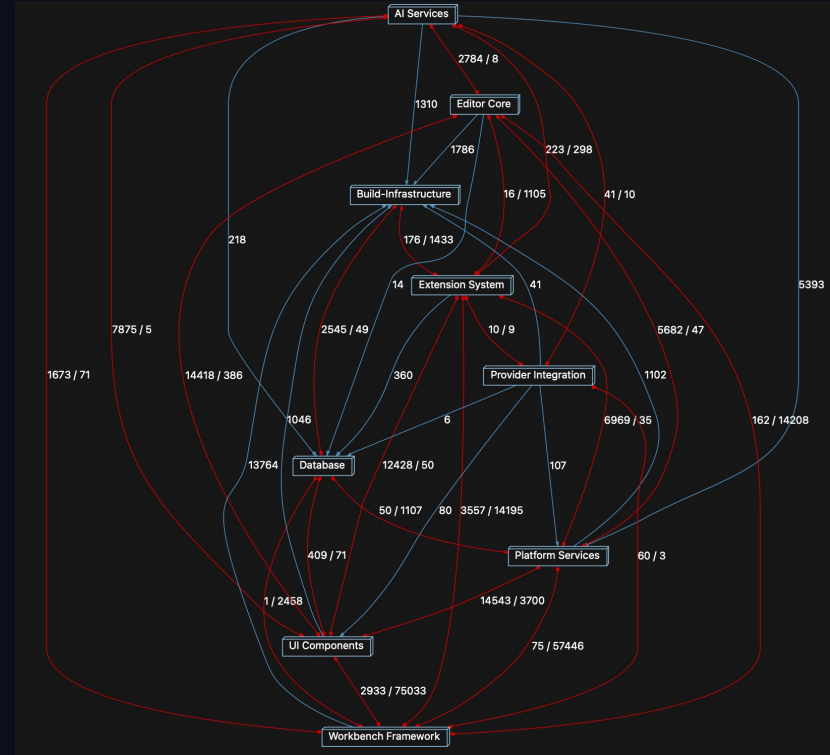 AI Services
2784 / 8
1310
Editor Core
1786
223 / 298
Build-Infrastructure
16 / 1105
41 / 10
218
176 / 1433
14
Extension System
41
5393
7875 / 5
2545 / 49
10 / 9
5682 / 47
1673 / 71
14418 / 386
360
Provider Integration
1102
1046
6
6969 / 35
162 / 14208
13764
Database
12428 / 50
107
50 / 1107
80
3557 / 14195
409 / 71
Platform Services
60 / 3
1 / 2458
14543 / 3700
UI Components
75 / 57446
2933 / 75033
Workbench Framework